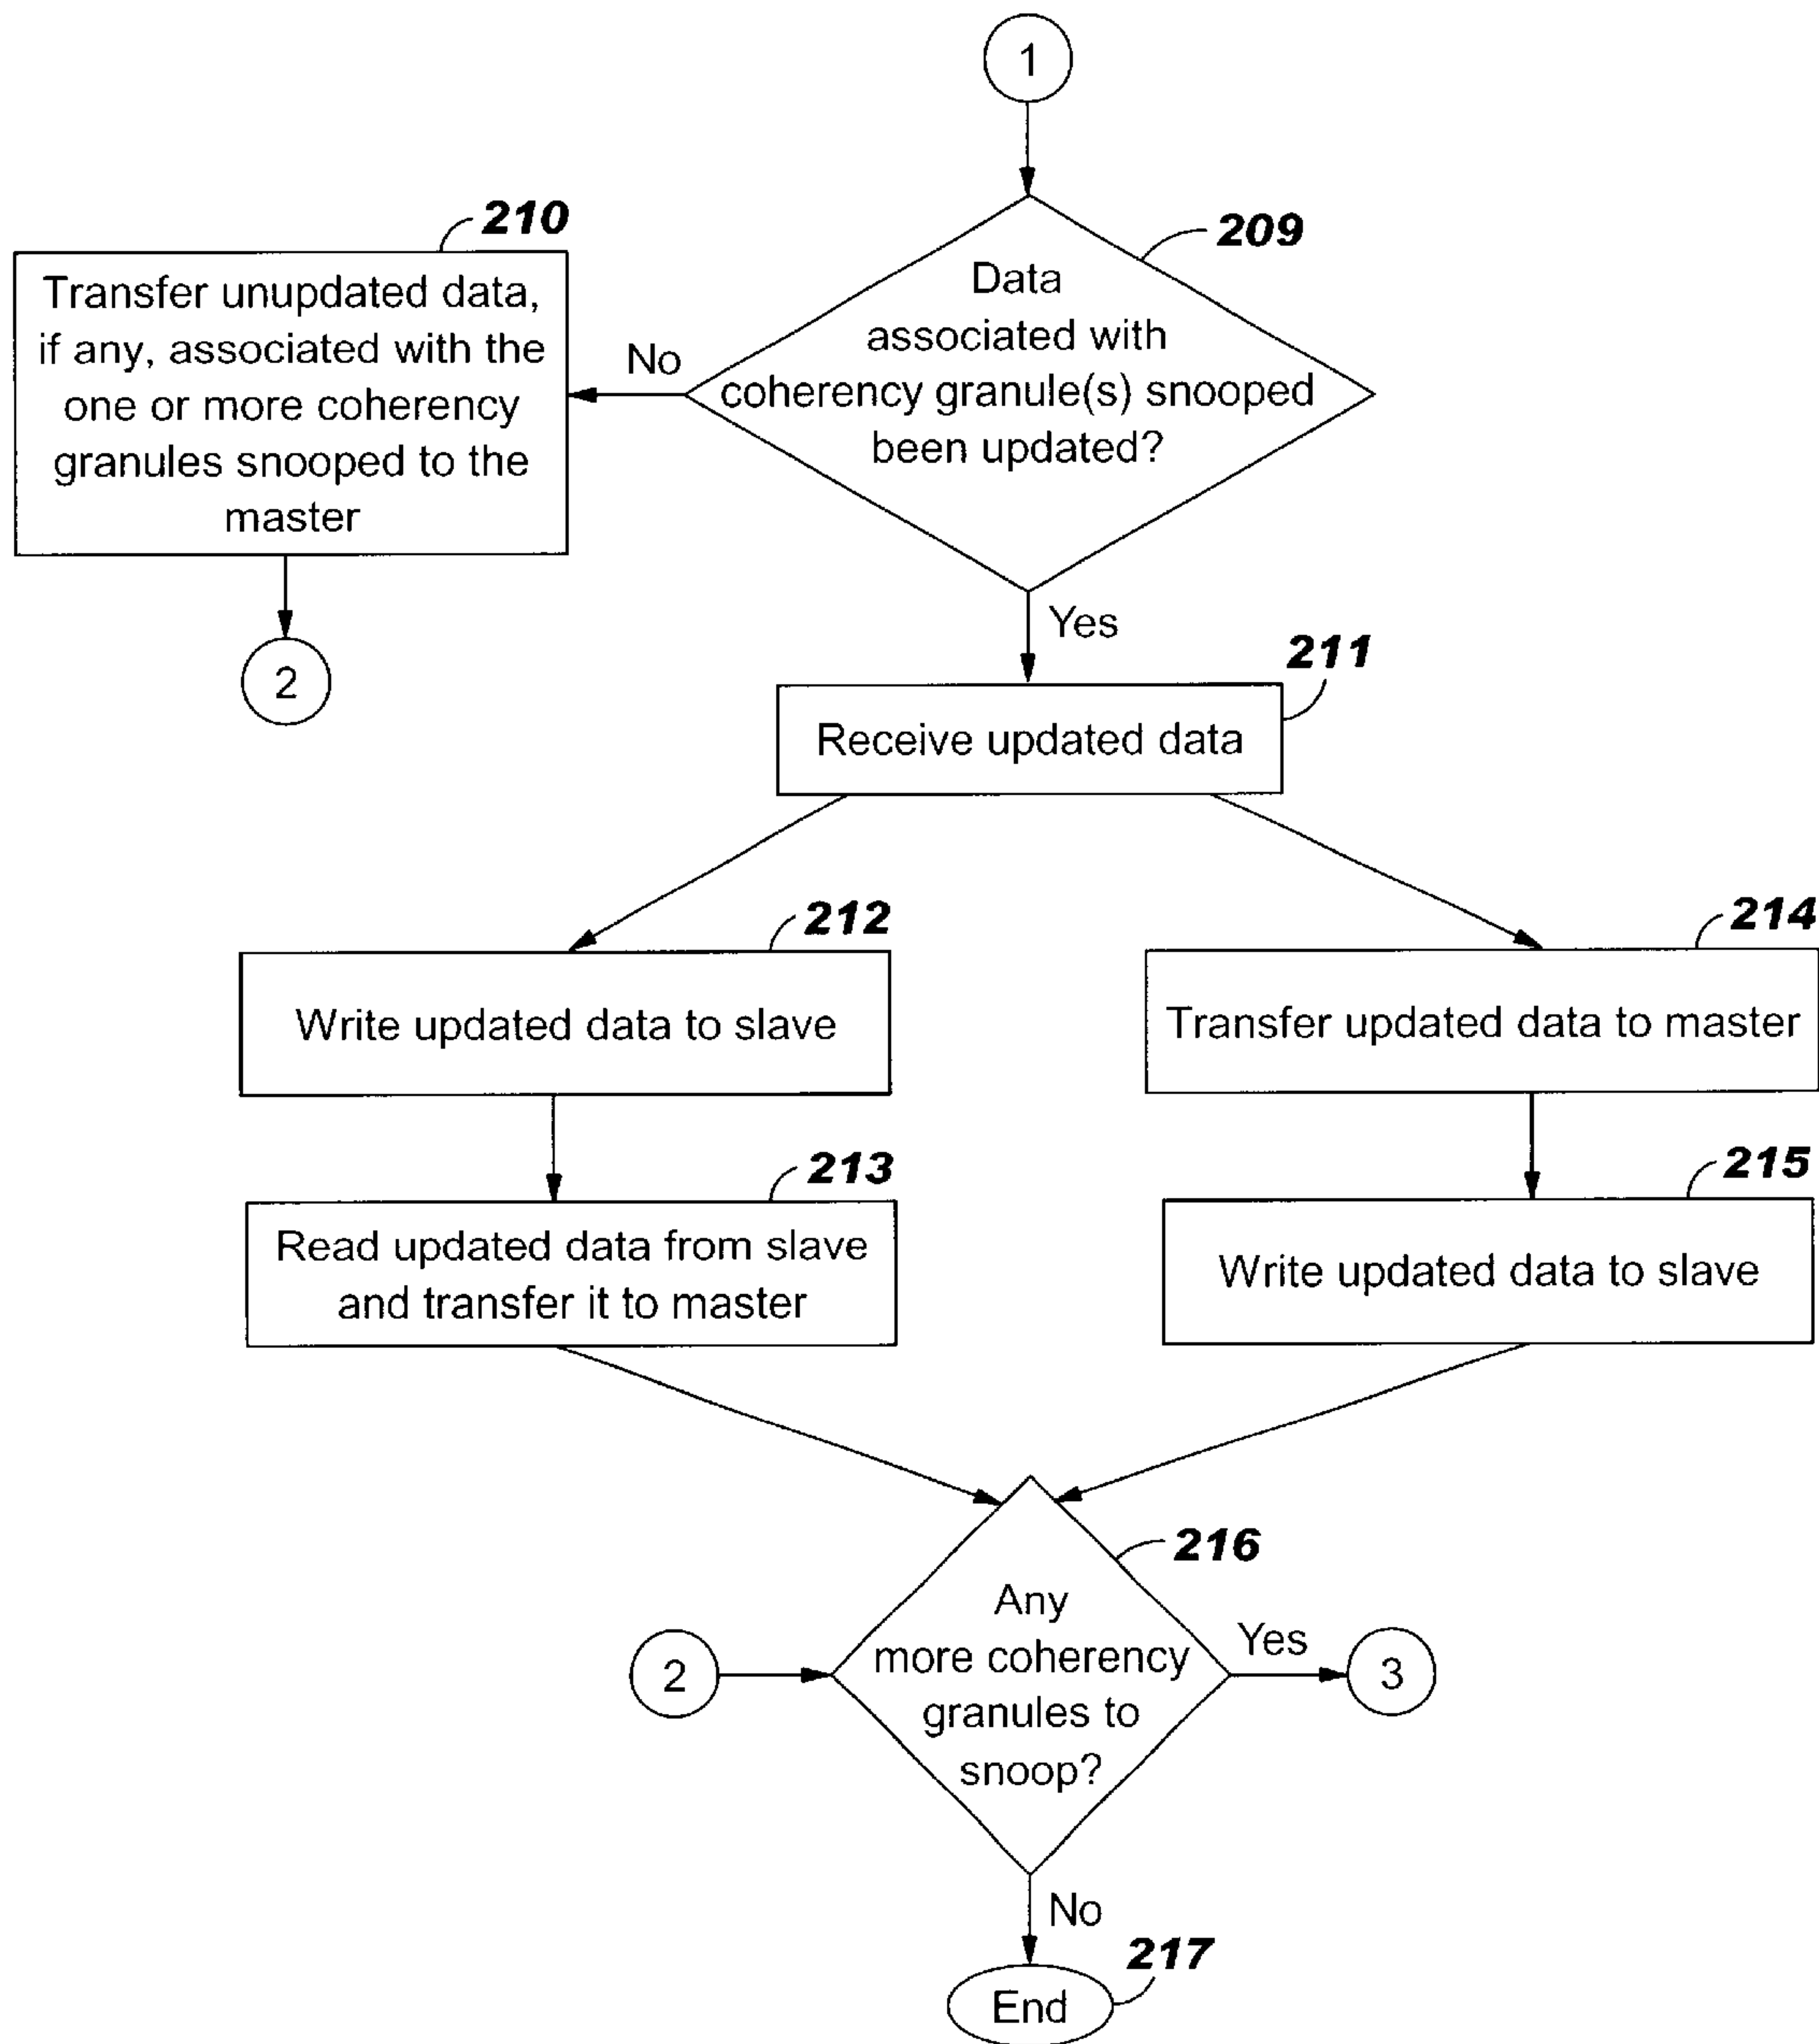 1
209
Data
associated with
coherency granule(s) snooped
been updated?
No
Yes
210
Transfer unupdated data,
if any, associated with the
one or more coherency
granules snooped to the
master
2
211
Receive updated data
212
Write updated data to slave
213
Read updated data from slave
and transfer it to master
214
Transfer updated data to master
215
Write updated data to slave
216
Any
more coherency
granules to
snoop?
2
Yes
3
No
217
End